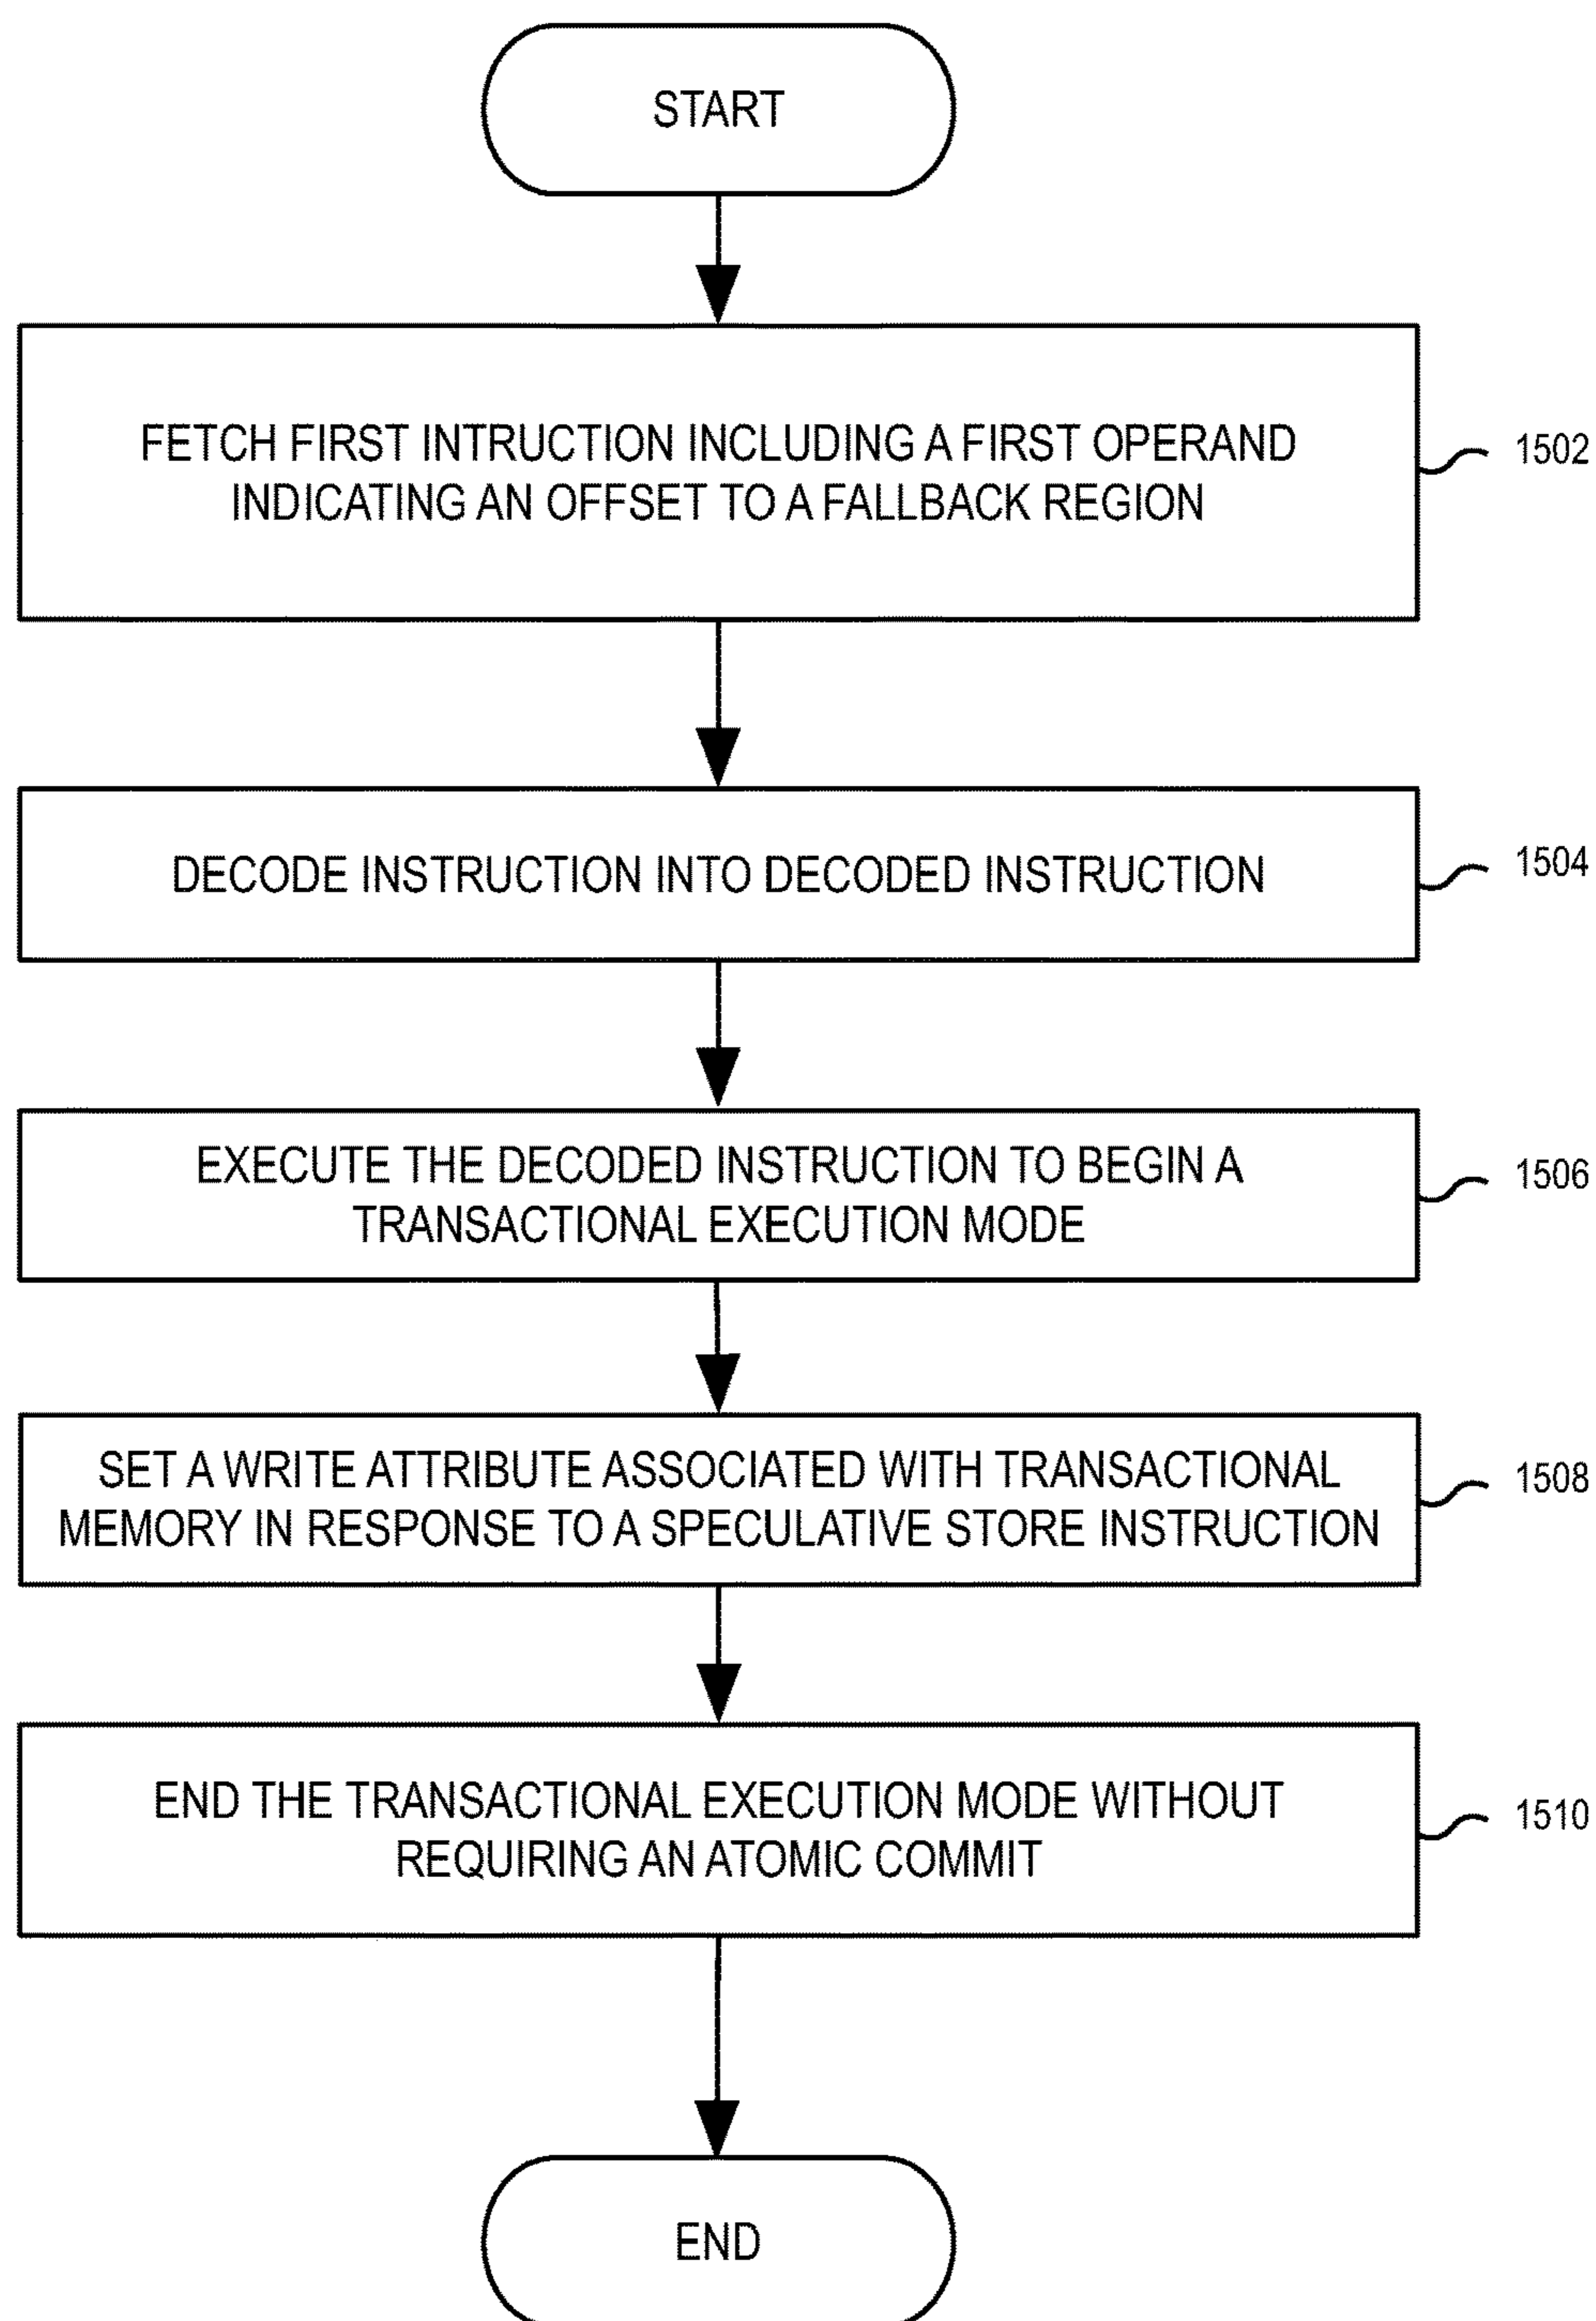 START
FETCH FIRST INTRUCTION INCLUDING A FIRST OPERAND
INDICATING AN OFFSET TO A FALLBACK REGION
1502
DECODE INSTRUCTION INTO DECODED INSTRUCTION
1504
EXECUTE THE DECODED INSTRUCTION TO BEGIN A
TRANSACTIONAL EXECUTION MODE
1506
SET A WRITE ATTRIBUTE ASSOCIATED WITH TRANSACTIONAL
MEMORY IN RESPONSE TO A SPECULATIVE STORE INSTRUCTION
1508
END THE TRANSACTIONAL EXECUTION MODE WITHOUT
REQUIRING AN ATOMIC COMMIT
1510
END